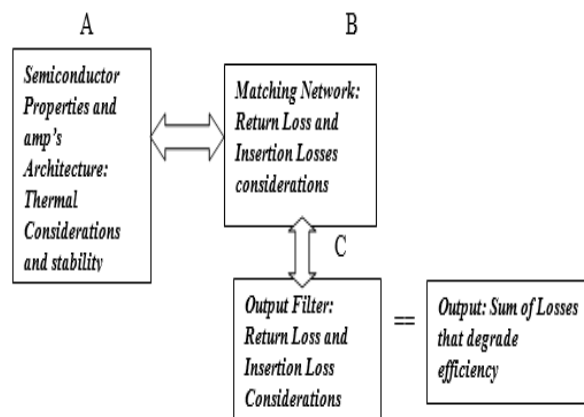 A
B
Semiconductor
Properties and
amp's
Architecture:
Thermal
Considerations
and stability
Matching Network:
Return Loss and
Insertion Losses
considerations
C
Output Filter:
Return Loss and
Insertion Loss
Considerations
==
Output: Sum of Losses
that degrade
efficiency